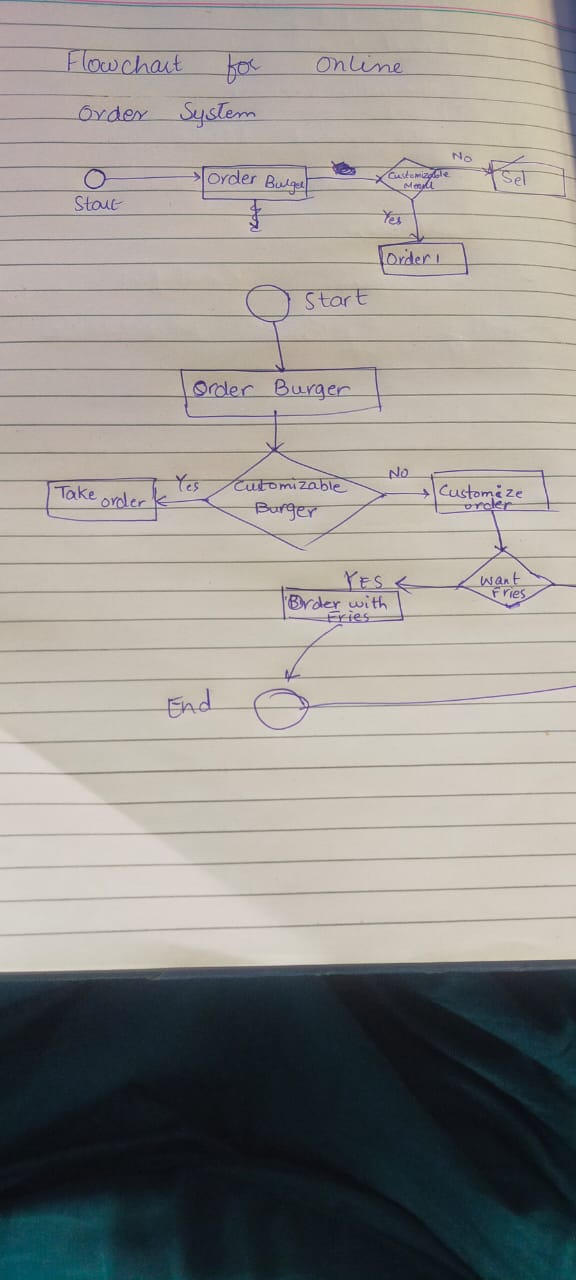 Flowchart for Online
Order System
Start
Order Burger
Customizable
Meal
No
Sel
Yes
Order 1
Start
Order Burger
Customizable
Burger
Yes
Take order
No
Customize
order
Want
Fries
YES
Order with
Fries
End